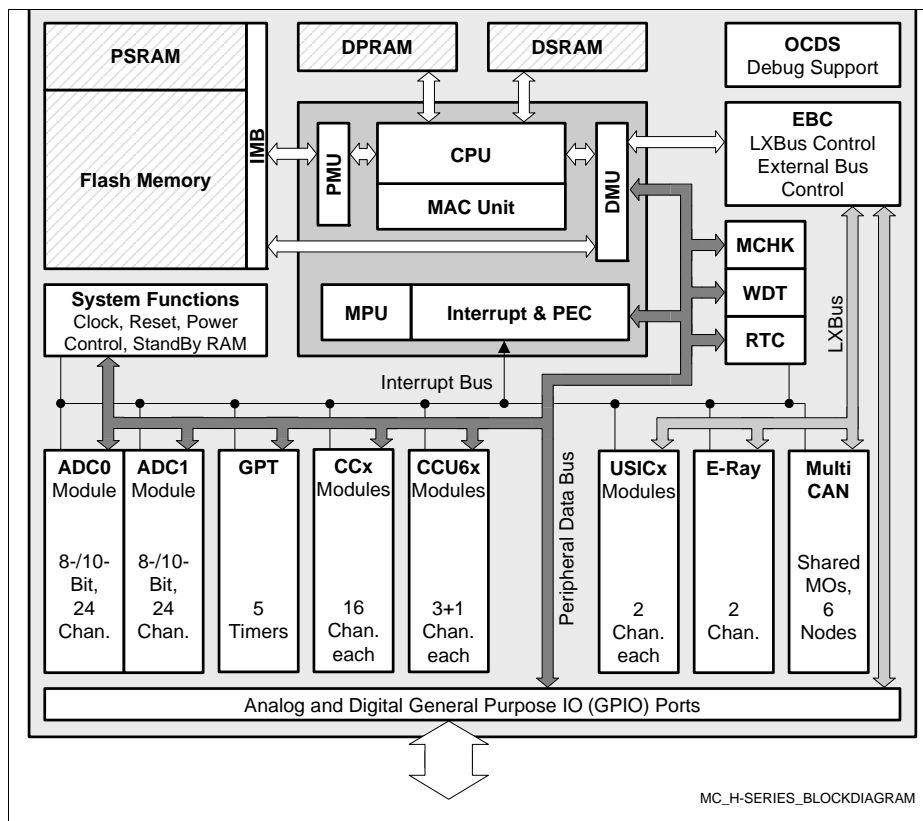 PSRAM
Flash Memory
IMB
DPRAM
DSRAM
OCDS
Debug Support
PMU
CPU
MAC Unit
DMU
EBC
LXBus Control
External Bus
Control
MPU
Interrupt & PEC
MCHK
WDT
RTC
LXBus
System Functions
Clock, Reset, Power
Control, StandBy RAM
Interrupt Bus
ADC0
Module
8-/10-
Bit,
24
Chan.
ADC1
Module
8-/10-
Bit,
24
Chan.
GPT
5
Timers
CCx
Modules
16
Chan.
each
CCU6x
Modules
3+1
Chan.
each
Peripheral Data Bus
USICx
Modules
2
Chan.
each
E-Ray
2
Chan.
Multi
CAN
Shared
MOs,
6
Nodes
Analog and Digital General Purpose IO (GPIO) Ports
MC_H-SERIES_BLOCKDIAGRAM